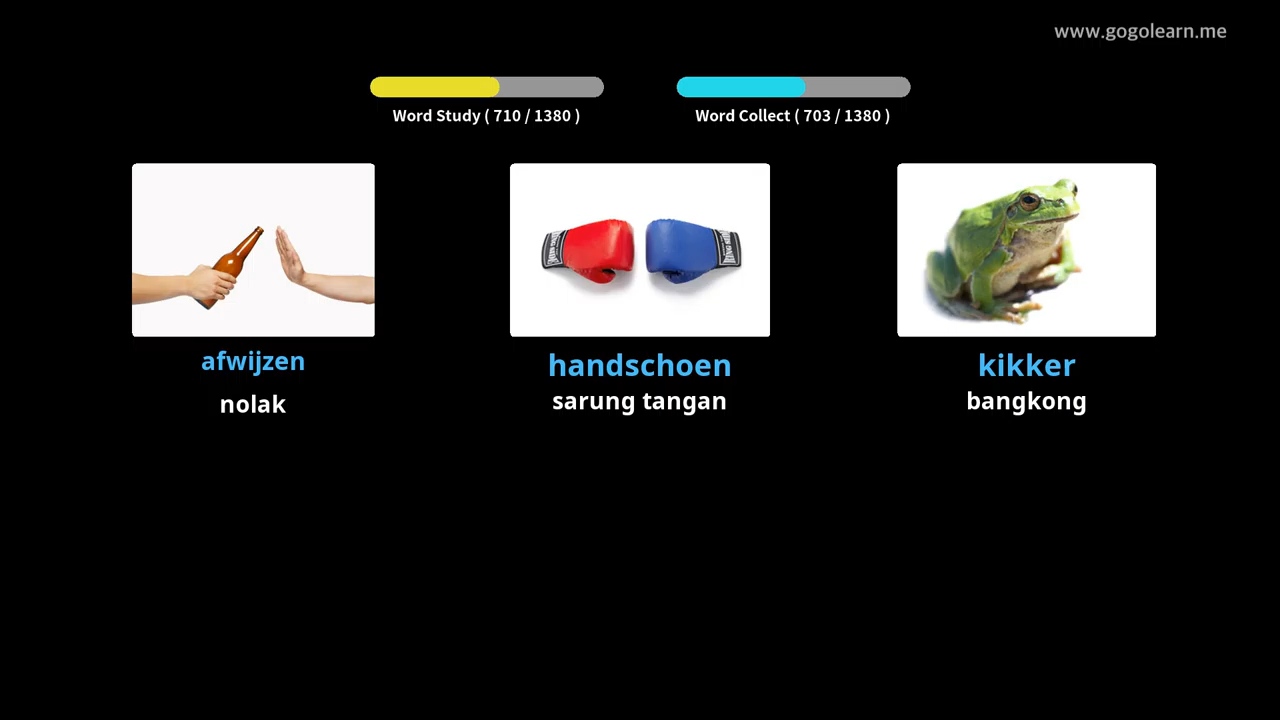 www.gogolearn.me
Word Study ( 710 / 1380 )
Word Collect ( 703 / 1380 )
afwijzen
nolak
handschoen
sarung tangan
kikker
bangkong